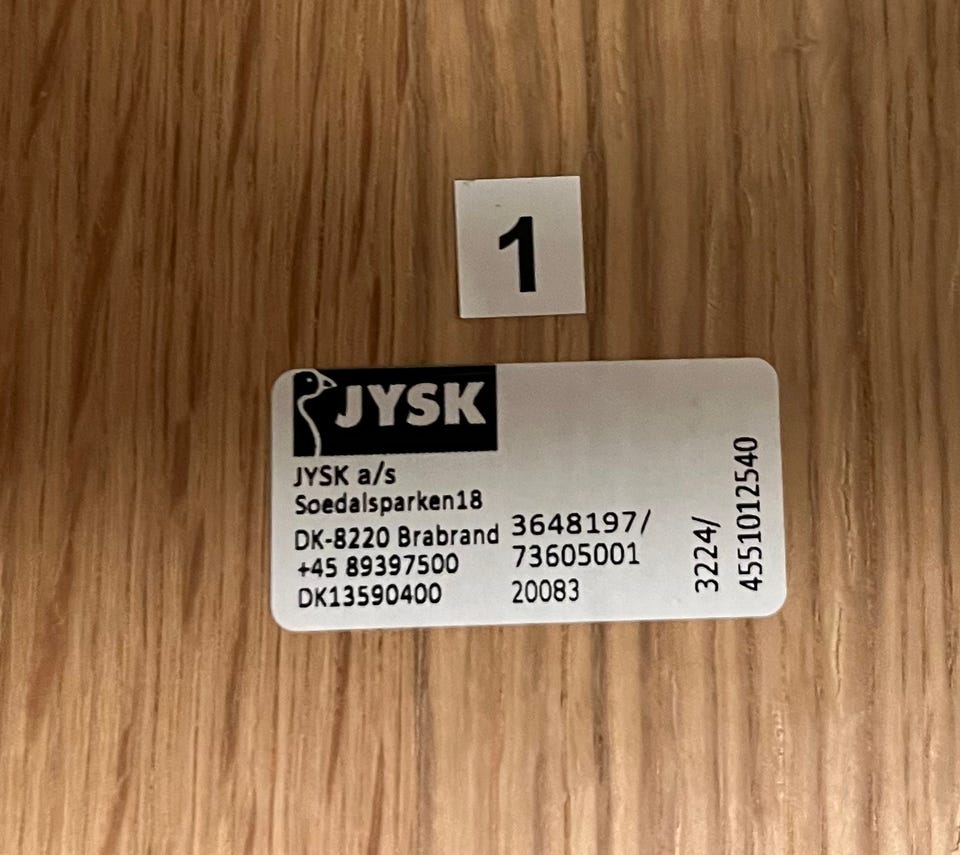 1
JYSK
JYSK a/s
Soedalsparken18
DK-8220 Brabrand
+45 89397500
DK13590400
3648197/
73605001
20083
3224/
4551012540